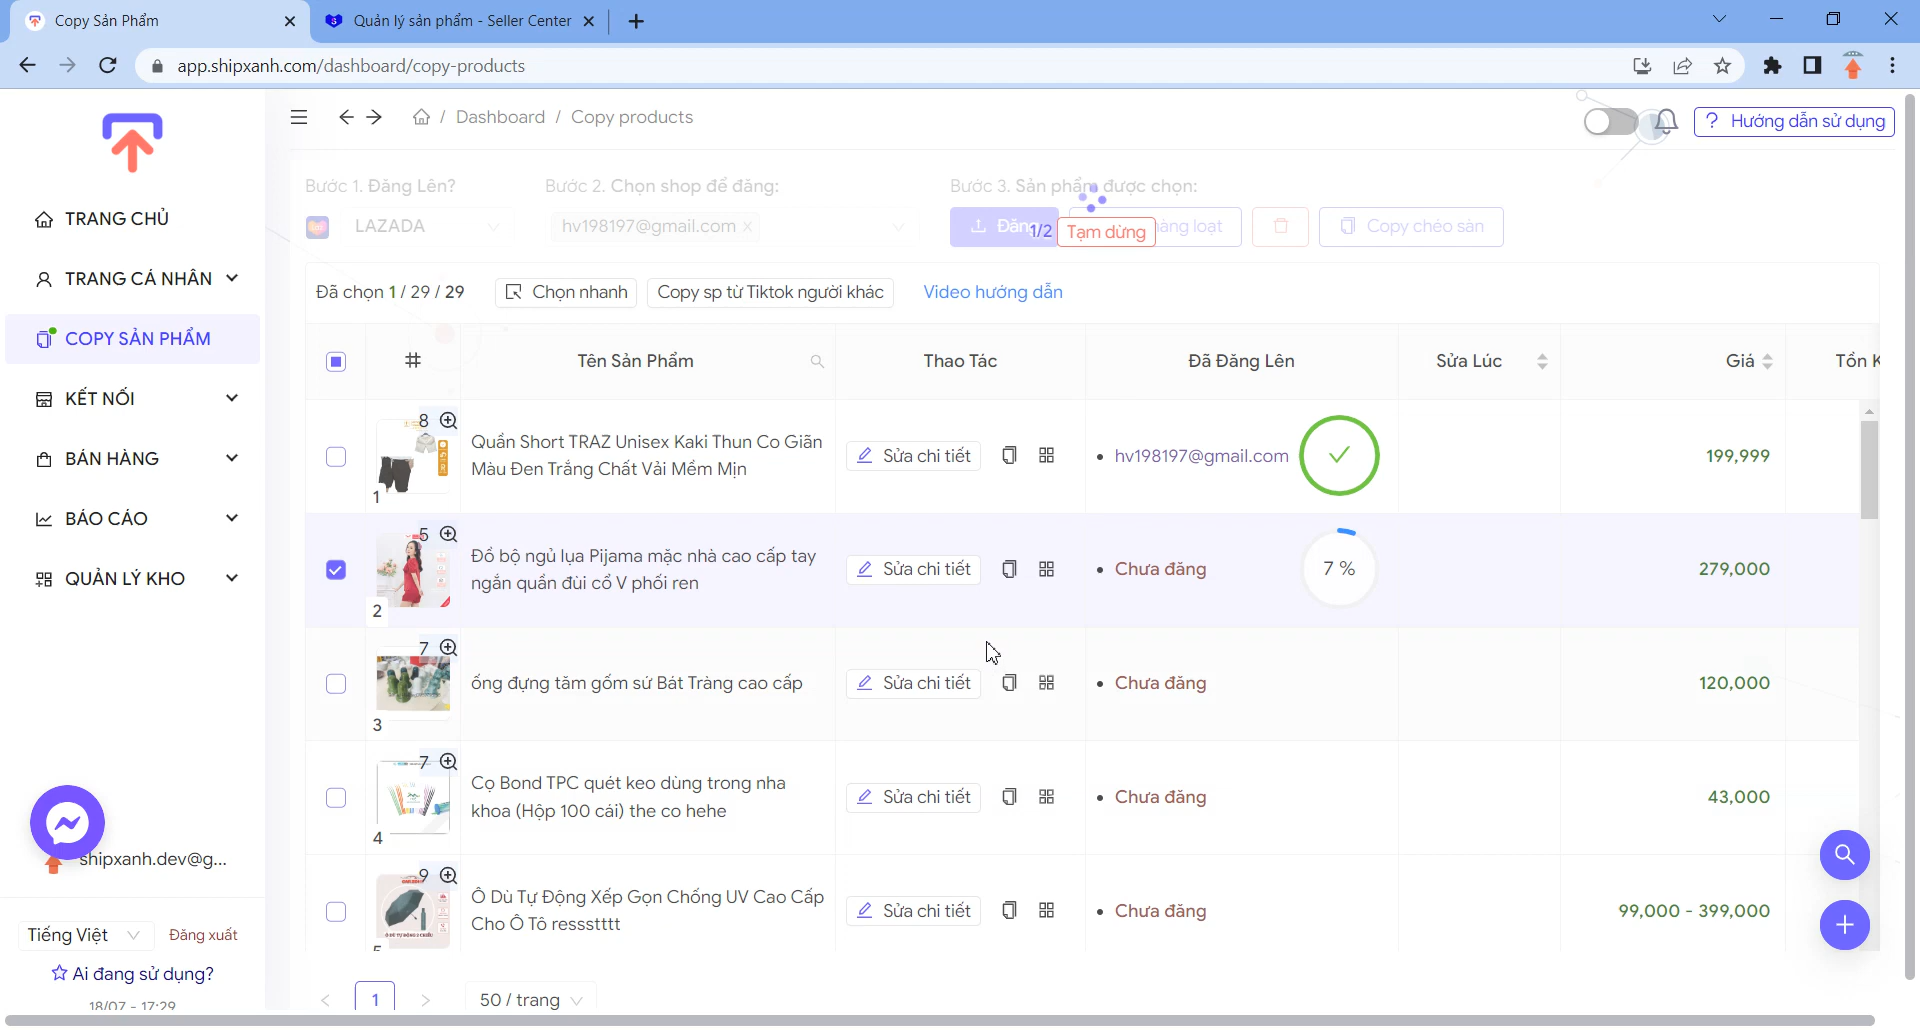 Copy Sản Phẩm
Quản lý sản phẩm - Seller Center
app.shipxanh.com/dashboard/copy-products
/ Dashboard / Copy products
? Hướng dẫn sử dụng
TRANG CHỦ
TRANG CÁ NHÂN
COPY SẢN PHẨM
KẾT NỐI
BÁN HÀNG
BÁO CÁO
QUẢN LÝ KHO
shipxanh.dev@g...
Tiếng Việt
Đăng xuất
Ai đang sử dụng?
18/07 - 17:29
Bước 1. Đăng Lên?
Bước 2. Chọn shop để đăng:
Bước 3. Sản phẩm được chọn:
LAZADA
hv198197@gmail.com
Đăng
1/2
Tạm dừng
hàng loạt
Copy chéo sàn
Đã chọn 1 / 29 / 29
Chọn nhanh
Copy sp từ Tiktok người khác
Video hướng dẫn
#
Tên Sản Phẩm
Thao Tác
Đã Đăng Lên
Sửa Lúc
Giá
Tồn K
8
1
Quần Short TRAZ Unisex Kaki Thun Co Giãn
Màu Đen Trắng Chất Vải Mềm Mịn
Sửa chi tiết
hv198197@gmail.com
199,999
5
2
Đồ bộ ngủ lụa Pijama mặc nhà cao cấp tay
ngắn quần đùi cổ V phối ren
Sửa chi tiết
Chưa đăng
7 %
279,000
7
3
ống đựng tăm gốm sứ Bát Tràng cao cấp
Sửa chi tiết
Chưa đăng
120,000
7
4
Cọ Bond TPC quét keo dùng trong nha
khoa (Hộp 100 cái) the co hehe
Sửa chi tiết
Chưa đăng
43,000
9
5
Ô Dù Tự Động Xếp Gọn Chống UV Cao Cấp
Cho Ô Tô resssstttt
Sửa chi tiết
Chưa đăng
99,000 - 399,000
1
50 / trang